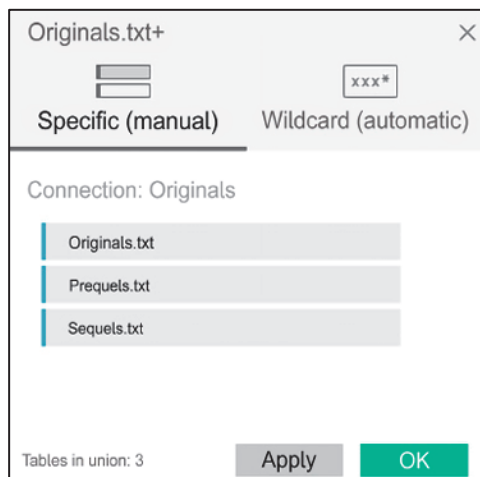 Originals.txt+
xxx*
Specific (manual) Wildcard (automatic)
Connection: Originals
Originals.txt
Prequels.txt
Sequels.txt
Tables in union: 3 Apply OK